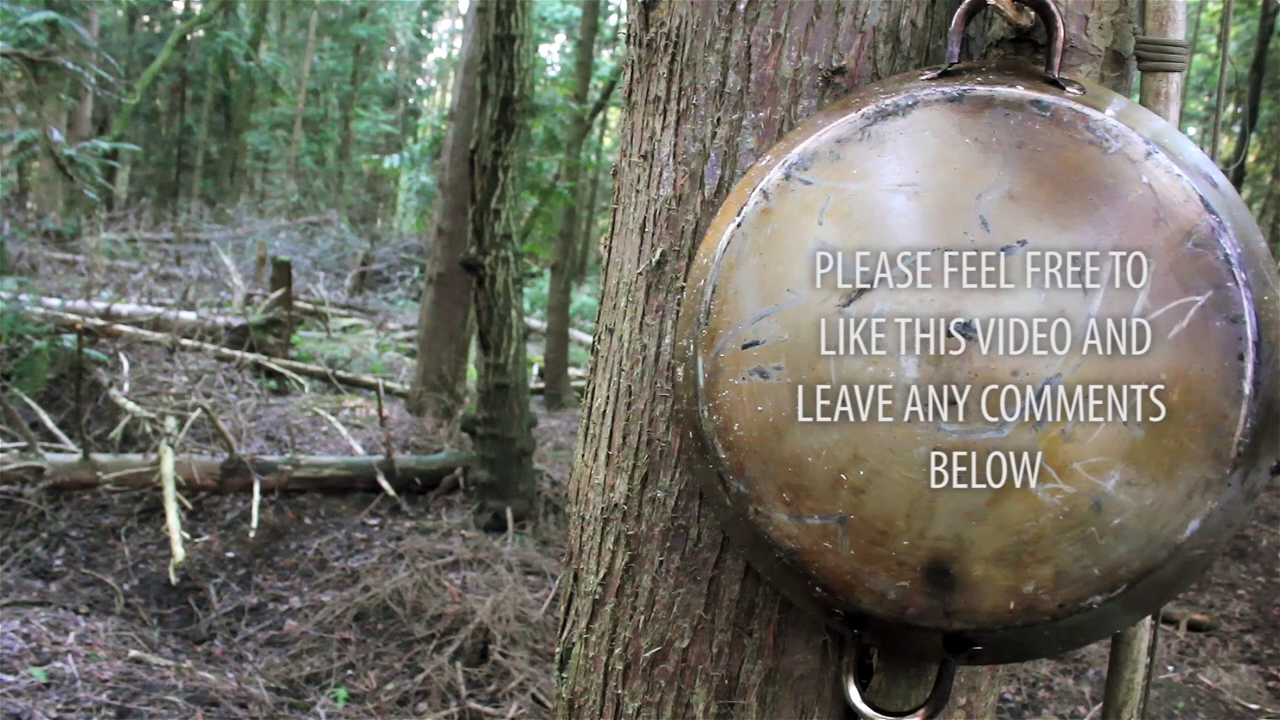 PLEASE FEEL FREE TO
LIKE THIS VIDEO AND
LEAVE ANY COMMENTS
BELOW